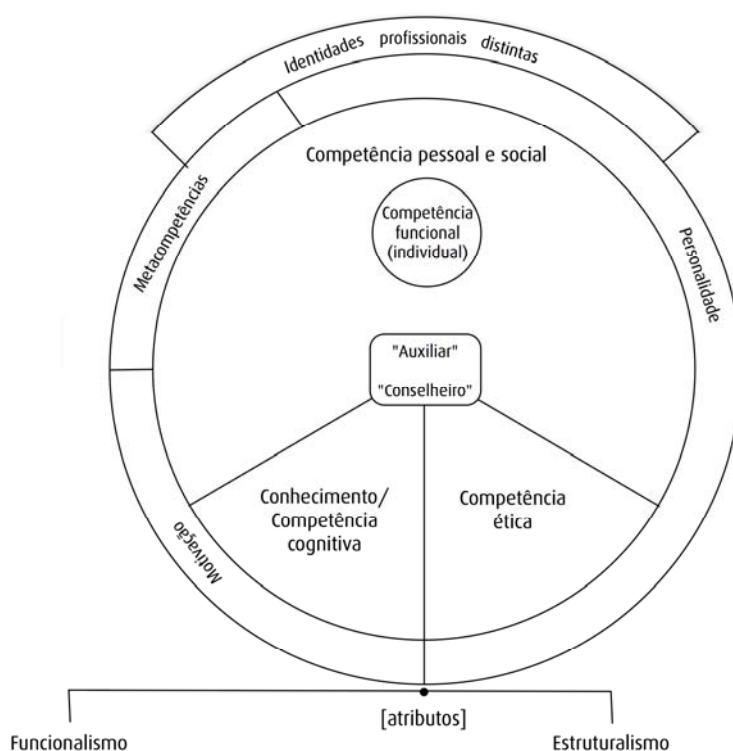 Identidades profissionais distintas
Metacompetências
Personalidade
Motivação
Competência pessoal e social
Competência
funcional
(individual)
"Auxiliar"
"Conselheiro"
Conhecimento/
Competência
cognitiva
Competência
ética
[atributos]
Funcionalismo
Estruturalismo